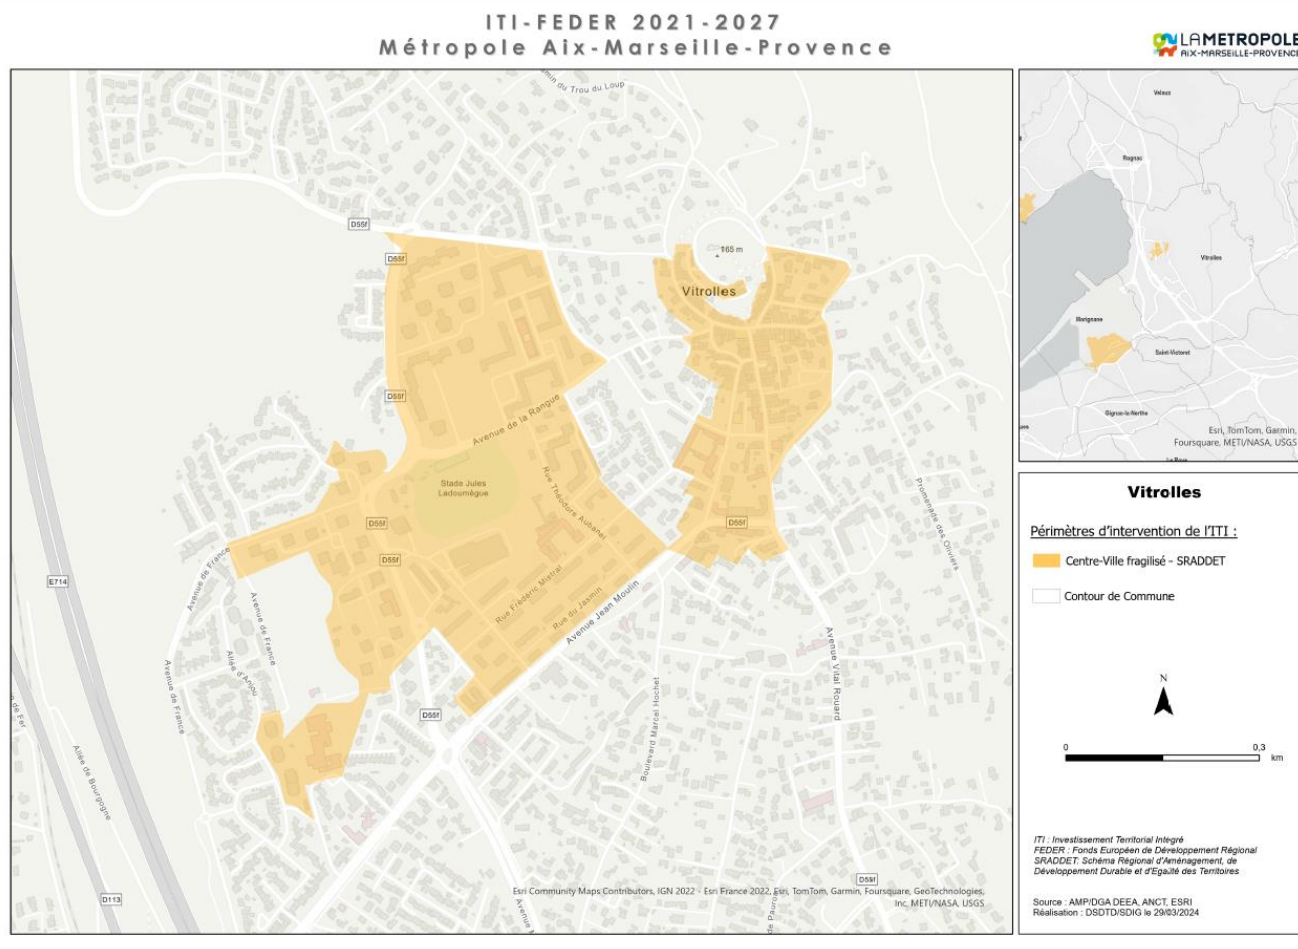 ITI-FEDER 2021-2027
Métropole Aix-Marseille-Provence
LAMETROPOLE
AIX-MARSEILLE-PROVENCE
du Trou du Loup
D55f
D55f
165 m
Vitrolles
D55f
Avenue de la Rangue
Stade Jules
Ladoumègue
Rue Théodore Aubanel
D55f
D55f
D55f
Promenade des Oliviers
Avenue de France
E714
Rue Frédéric Mistral
Rue du Jasmin
Avenue Jean Moulin
Avenue de France
Allée d'Anjou
Avenue de France
Avenue Vital Rouard
D55f
Boulevard Marcel Hochet
de Fer
Allée de Bourgogne
D55f
D113
Esri Community Maps Contributors, IGN 2022 - Esri France 2022, Esri, TomTom, Garmin, Foursquare, GeoTechnologies,
Inc, METI/NASA, USGS
Velaux
Rognac
Vitrolles
Marignane
Saint-Victoret
Gignac-la-Nerthe
Esri, TomTom, Garmin,
Foursquare, METI/NASA, USGS
Vitrolles
Périmètres d'intervention de l'ITI :
Centre-Ville fragilisé - SRADDET
Contour de Commune
N
0 0,3
km
ITI : Investissement Territorial Intégré
FEDER : Fonds Européen de Développement Régional
SRADDET: Schéma Régional d'Aménagement, de
Développement Durable et d'Egalité des Territoires
Source : AMP/DGA DEEA, ANCT, ESRI
Réalisation : DSDTD/SDIG le 29/03/2024